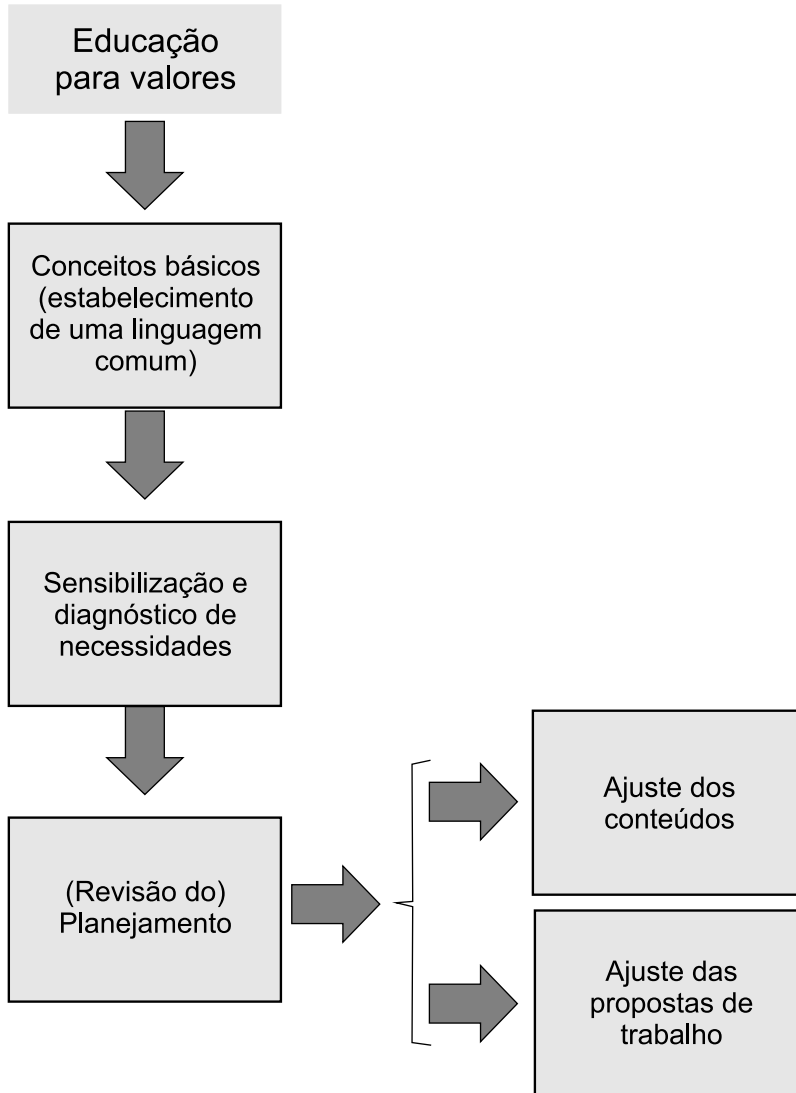 Educação
para valores
Conceitos básicos
(estabelecimento
de uma linguagem
comum)
Sensibilização e
diagnóstico de
necessidades
(Revisão do)
Planejamento
Ajuste dos
conteúdos
Ajuste das
propostas de
trabalho